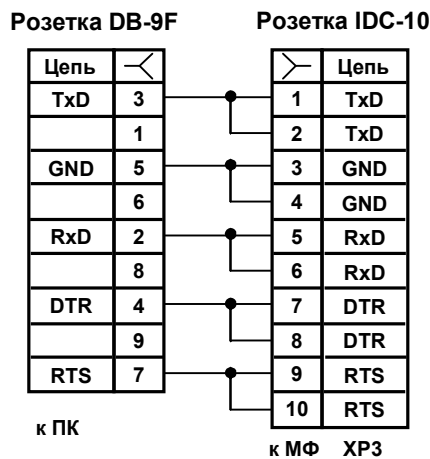 Розетка DB-9F Розетка IDC-10
Цепь Цепь
TxD 3 1 TxD
1 2 TxD
GND 5 3 GND
6 4 GND
RxD 2 5 RxD
8 6 RxD
DTR 4 7 DTR
9 8 DTR
RTS 7 9 RTS
10 RTS
к ПК
к МФ XP3